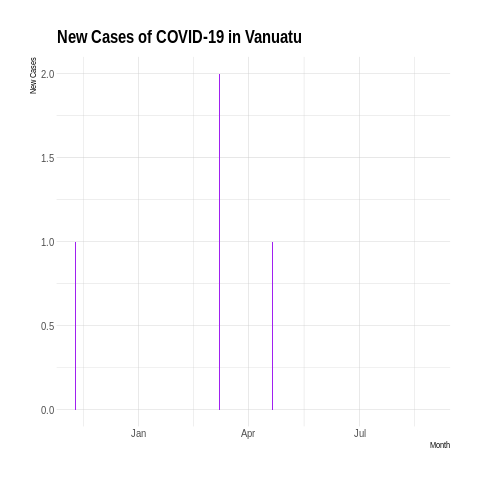 New Cases of COVID-19 in Vanuatu
New Cases
2.0
1.5
1.0
0.5
0.0
Jan
Apr
Jul
Month